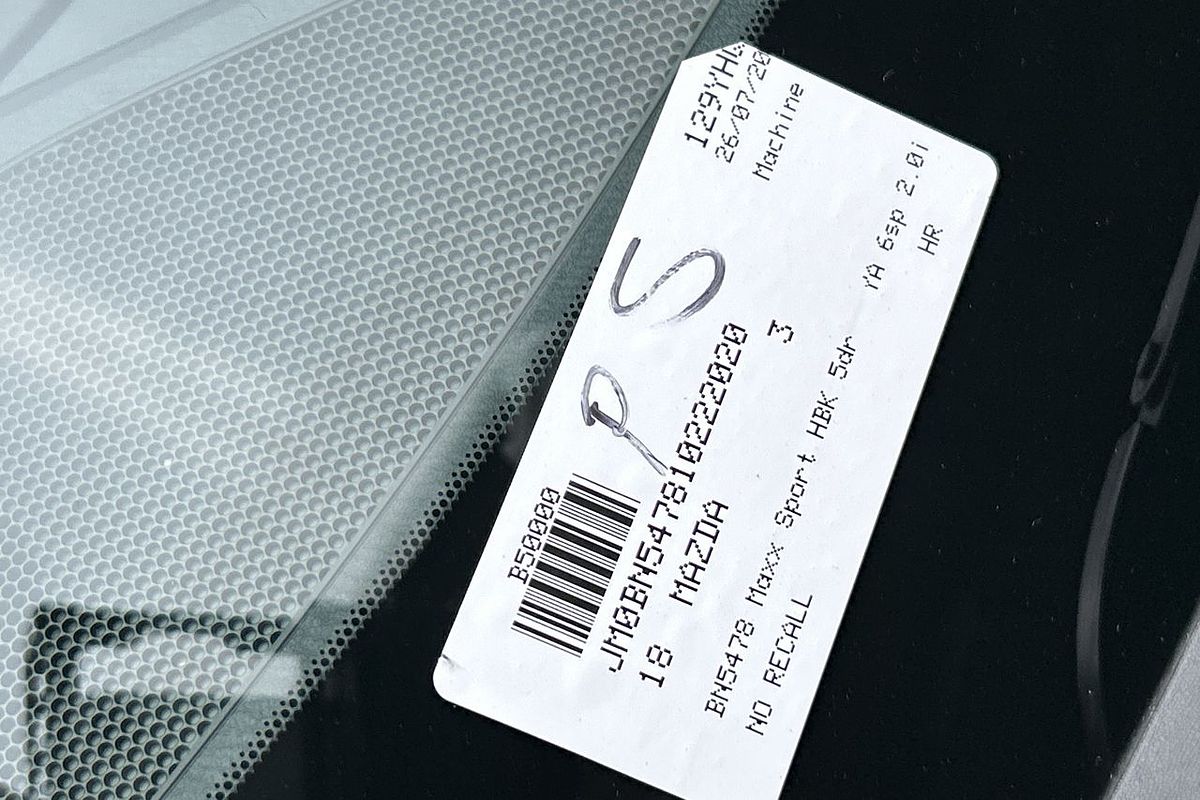 B50000
129YH
JM0BN5478102222020
26/07/20
18 MAZDA 3 Machine
BN5478 Maxx Sport HBK 5dr YA 6sp 2.0i
NO RECALL HR
P S